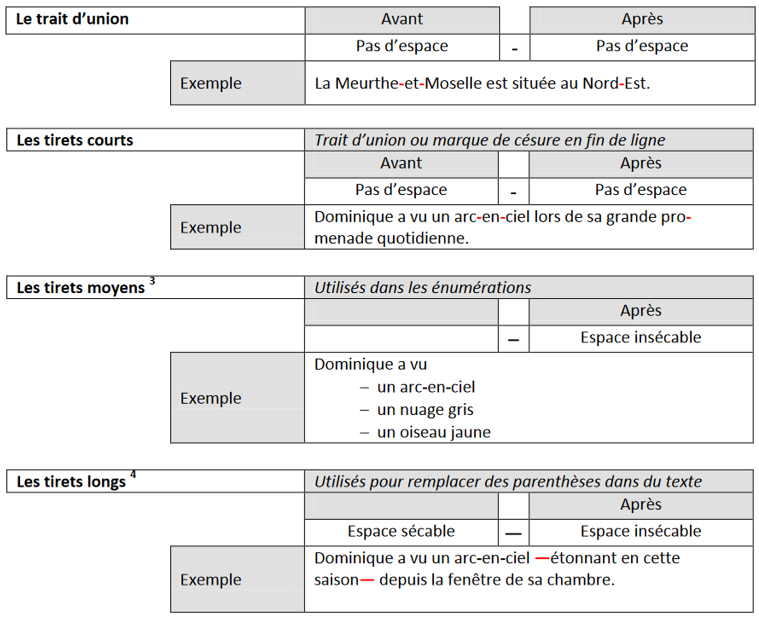 Le trait d’union Avant Après
Pas d’espace - Pas d’espace
Exemple La Meurthe-et-Moselle est située au Nord-Est.
Les tirets courts Trait d’union ou marque de césure en fin de ligne
Avant Après
Pas d’espace - Pas d’espace
Exemple Dominique a vu un arc-en-ciel lors de sa grande pro-
menade quotidienne.
Les tirets moyens 3 Utilisés dans les énumérations
Après
– Espace insécable
Exemple Dominique a vu
– un arc-en-ciel
– un nuage gris
– un oiseau jaune
Les tirets longs 4 Utilisés pour remplacer des parenthèses dans du texte
Après
Espace sécable — Espace insécable
Exemple Dominique a vu un arc-en-ciel —étonnant en cette
saison— depuis la fenêtre de sa chambre.